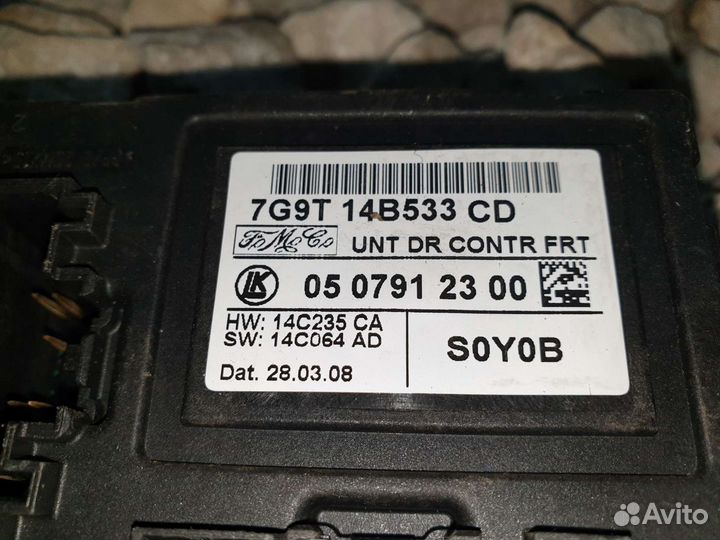 7G9T 14B533 CD
FoMoCo UNT DR CONTR FRT
LK 05 0791 23 00
HW: 14C235 CA
SW: 14C064 AD
S0Y0B
Dat. 28.03.08
Avito